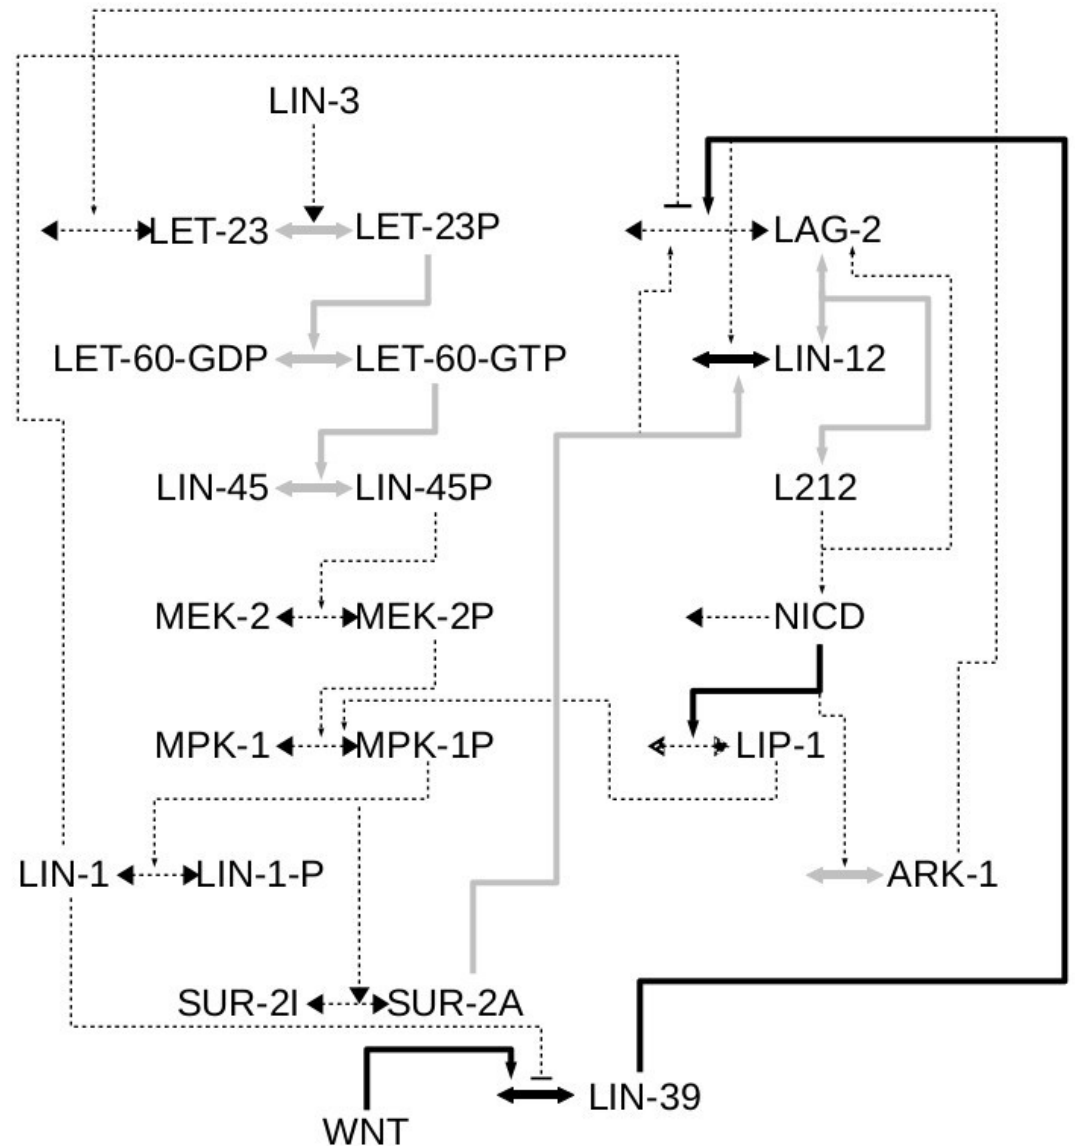 LIN-3
LET-23 LET-23P LAG-2
LET-60-GDP LET-60-GTP LIN-12
LIN-45 LIN-45P L212
MEK-2 MEK-2P NICD
MPK-1 MPK-1P LIP-1
LIN-1 LIN-1-P ARK-1
SUR-2I SUR-2A
LIN-39
WNT